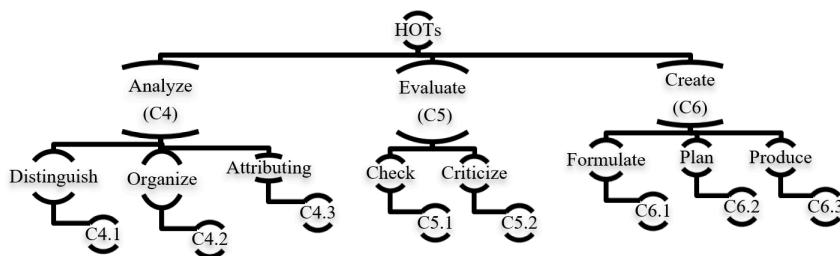 HOTs
Analyze
(C4)
Evaluate
(C5)
Create
(C6)
Distinguish
Organize
Attributing
Check
Criticize
Formulate
Plan
Produce
C4.1
C4.2
C4.3
C5.1
C5.2
C6.1
C6.2
C6.3